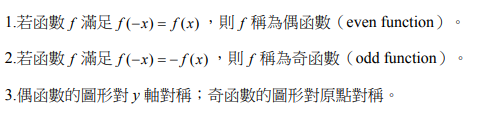 1.若函數 f 滿足 f(−x) = f(x) ,則 f 稱為偶函數（even function）。
2.若函數 f 滿足 f(−x) = −f(x) ,則 f 稱為奇函數（odd function）。
3.偶函數的圖形對 y 軸對稱；奇函數的圖形對原點對稱。